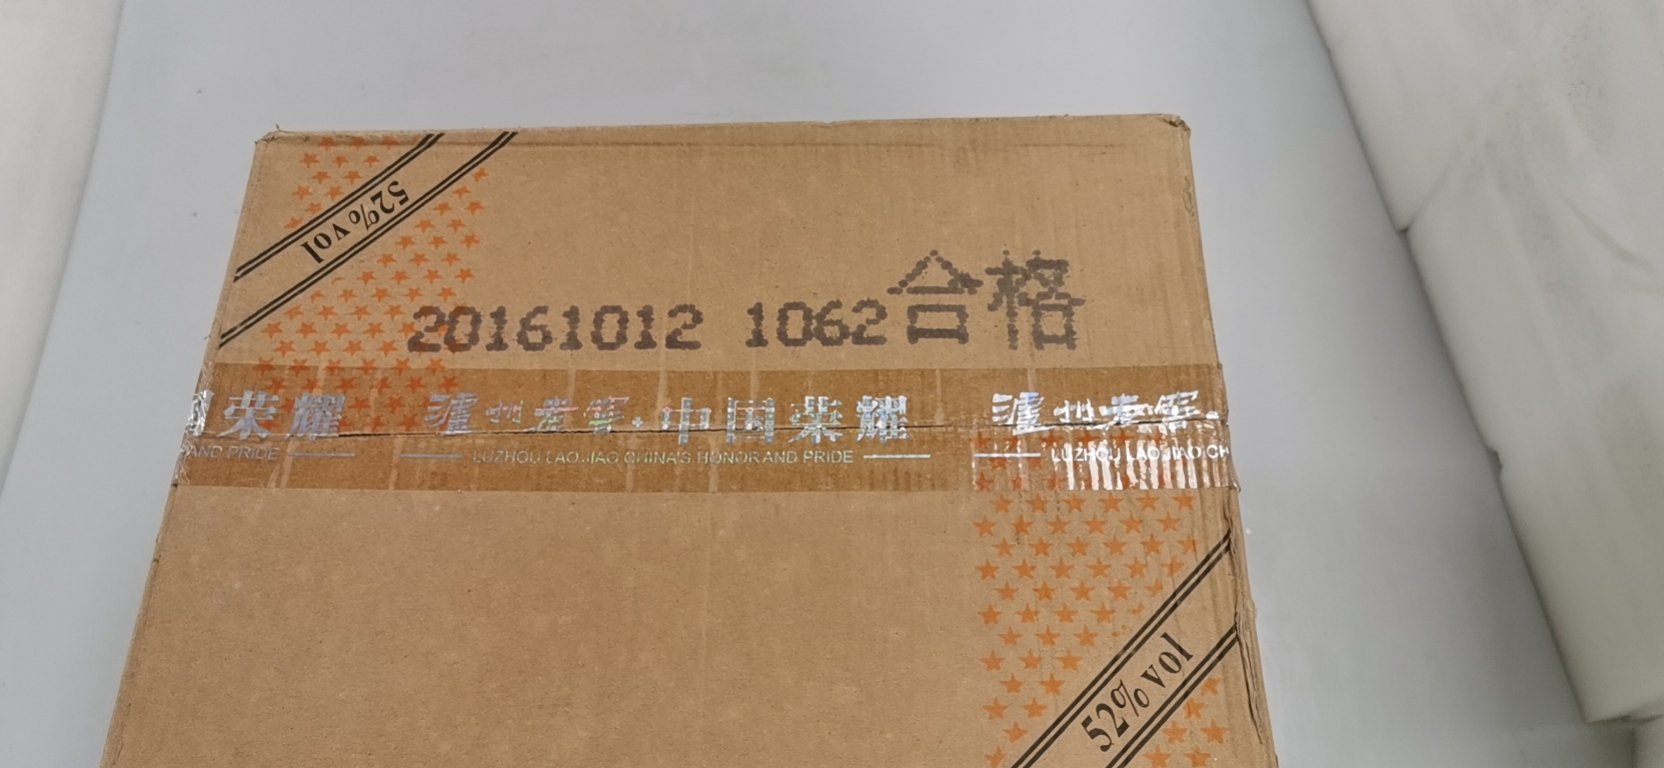 52% vol
20161012 1062合格
国荣耀 泸州老窖·中国荣耀 泸州老窖·
AND PRIDE LUZHOU LAOJIAO CHINA'S HONOR AND PRIDE LUZHOU LAOJIAO CH
52% vol